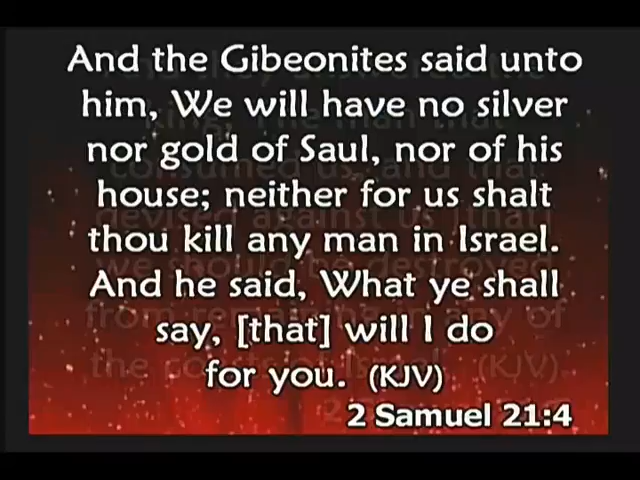 And the Gibeonites said unto
him, We will have no silver
nor gold of Saul, nor of his
house; neither for us shalt
thou kill any man in Israel.
And he said, What ye shall
say, [that] will I do
for you. (KJV)
2 Samuel 21:4